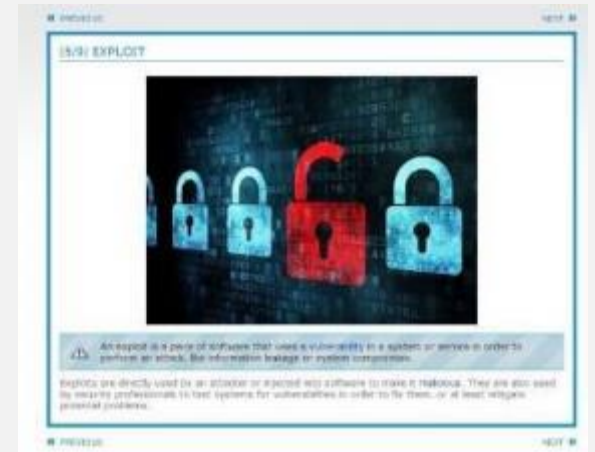 PREVIOUS NEXT
(5/9) EXPLOIT
An exploit is a piece of software that uses a vulnerability in a system or service in order to
perform an attack, like information leakage or system compromise.
Exploits are directly used by an attacker or injected into software to make it malicious. They are also used
by security professionals to test systems for vulnerabilities in order to fix them, or at least mitigate
potential problems.
PREVIOUS NEXT